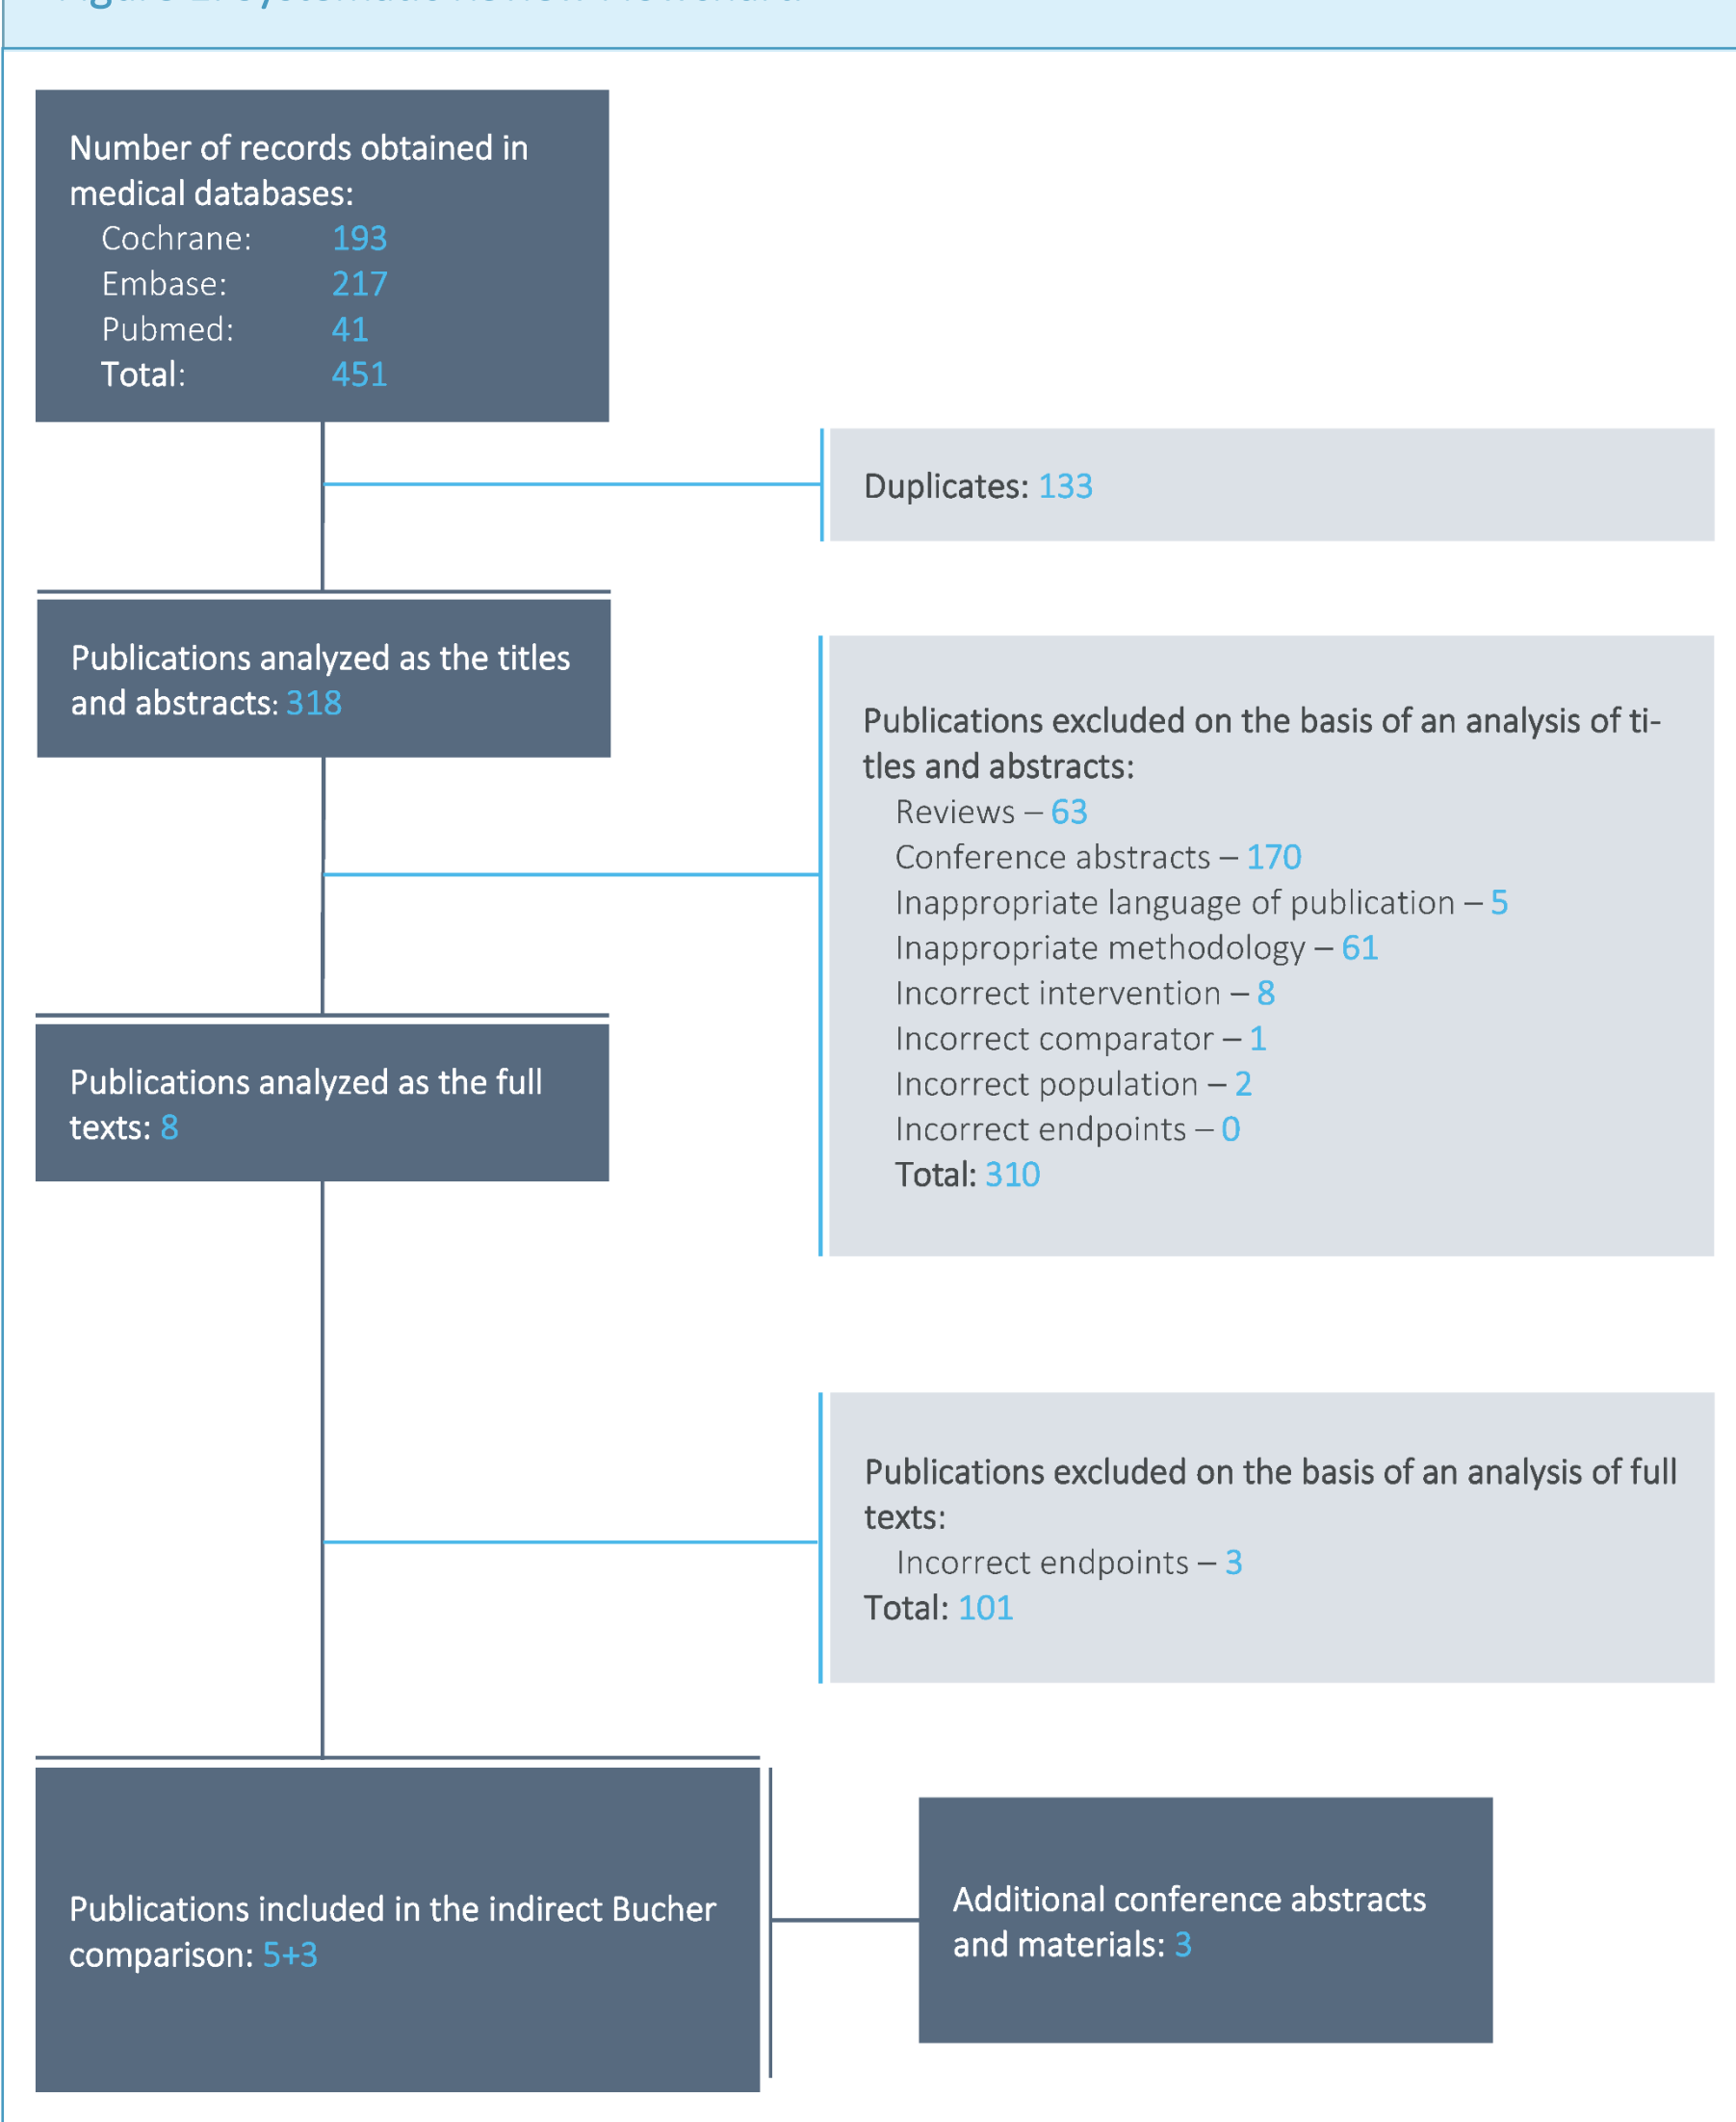 Figure 1. Systematic Review Flowchart.
Number of records obtained in
medical databases:
Cochrane: 193
Embase: 217
Pubmed: 41
Total: 451
Duplicates: 133
Publications analyzed as the titles
and abstracts: 318
Publications excluded on the basis of an analysis of ti-
tles and abstracts:
Reviews – 63
Conference abstracts – 170
Inappropriate language of publication – 5
Inappropriate methodology – 61
Incorrect intervention – 8
Incorrect comparator – 1
Incorrect population – 2
Incorrect endpoints – 0
Total: 310
Publications analyzed as the full
texts: 8
Publications excluded on the basis of an analysis of full
texts:
Incorrect endpoints – 3
Total: 101
Publications included in the indirect Bucher
comparison: 5+3
Additional conference abstracts
and materials: 3